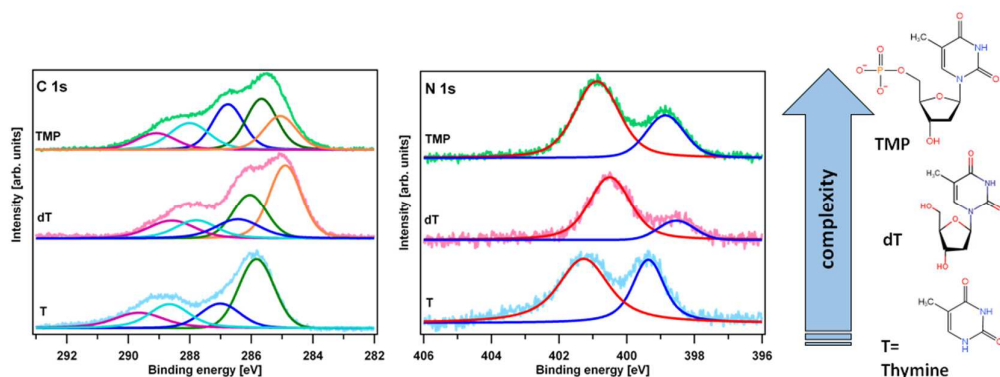 C 1s
TMP
dT
T
Intensity [arb. units]
292 290 288 286 284 282
Binding energy [eV]
N 1s
TMP
dT
T
Intensity [arb. units]
406 404 402 400 398 396
Binding energy [eV]
complexity
O
H₃C
NH
O
O⁻
P
O
O
N
O
O⁻
OH
TMP
O
H₃C
NH
HO
N
O
O
OH
dT
O
H₃C
NH
N
H
O
T=
Thymine